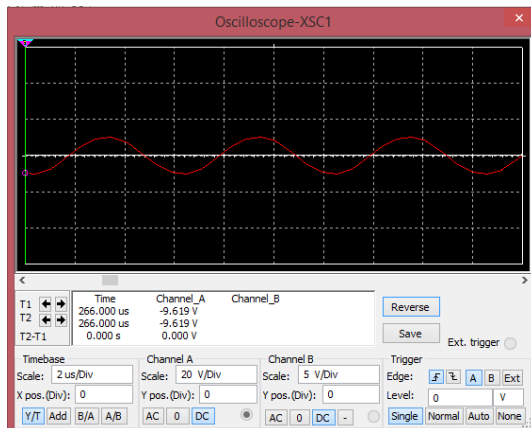 Oscilloscope-XSC1
Time Channel_A Channel_B
T1 266.000 us -9.619 V
T2 266.000 us -9.619 V
T2-T1 0.000 s 0.000 V
Reverse
Save
Ext. trigger
Timebase Channel A Channel B Trigger
Scale: 2 us/Div Scale: 20 V/Div Scale: 5 V/Div Edge: A B Ext
X pos.(Div): 0 Y pos.(Div): 0 Y pos.(Div): 0 Level: 0 V
Y/T Add B/A A/B AC 0 DC AC 0 DC - Single Normal Auto None